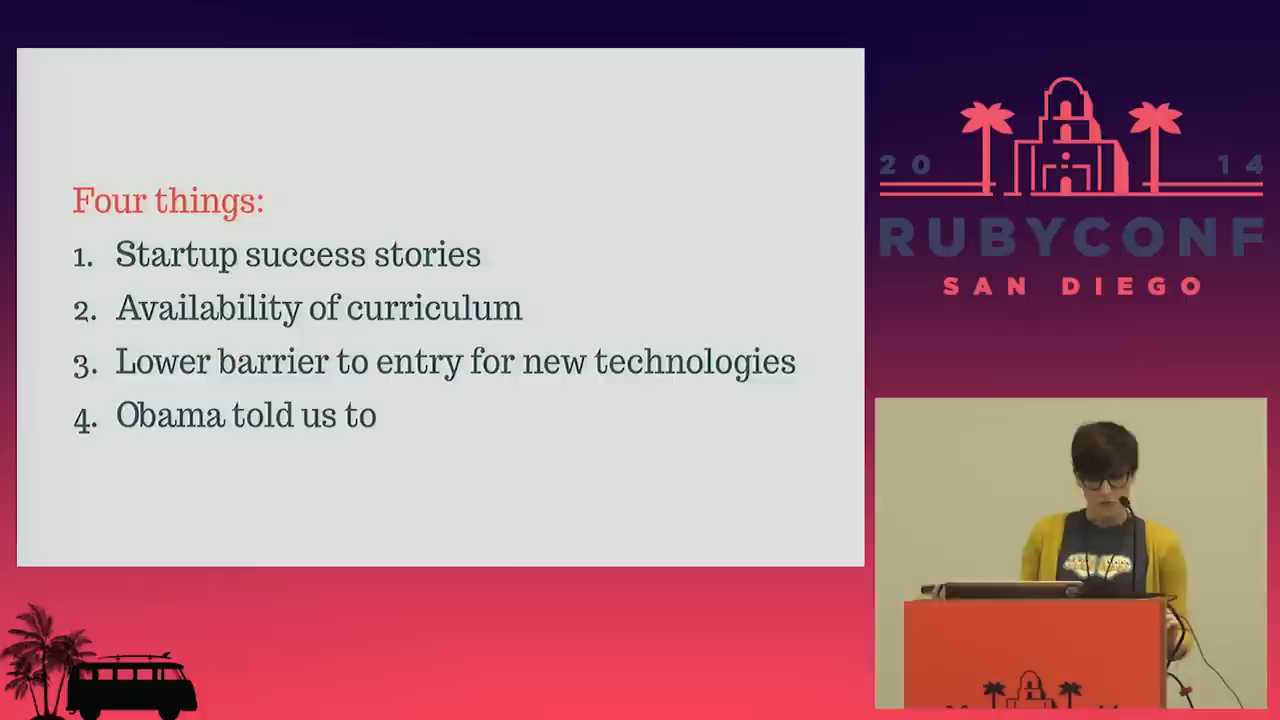 Four things:
1. Startup success stories
2. Availability of curriculum
3. Lower barrier to entry for new technologies
4. Obama told us to
20 14
RUBYCONF
SAN DIEGO